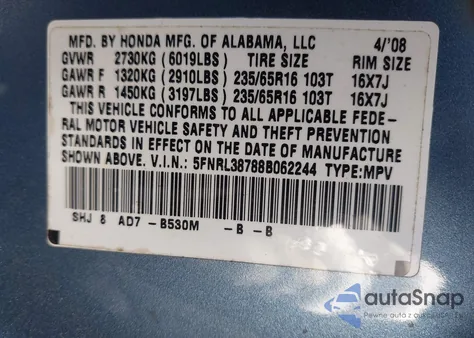 MFD. BY HONDA MFG. OF ALABAMA, LLC 4/'08
GVWR 2730KG (6019LBS) TIRE SIZE RIM SIZE
GAWR F 1320KG (2910LBS) 235/65R16 103T 16X7J
GAWR R 1450KG (3197LBS) 235/65R16 103T 16X7J
THIS VEHICLE CONFORMS TO ALL APPLICABLE FEDE-
RAL MOTOR VEHICLE SAFETY AND THEFT PREVENTION
STANDARDS IN EFFECT ON THE DATE OF MANUFACTURE
SHOWN ABOVE. V.I.N.: 5FNRL38788B062244 TYPE:MPV
SHJ 8 AD7 -B530M -B -B
autoSnap
Pewne auto z